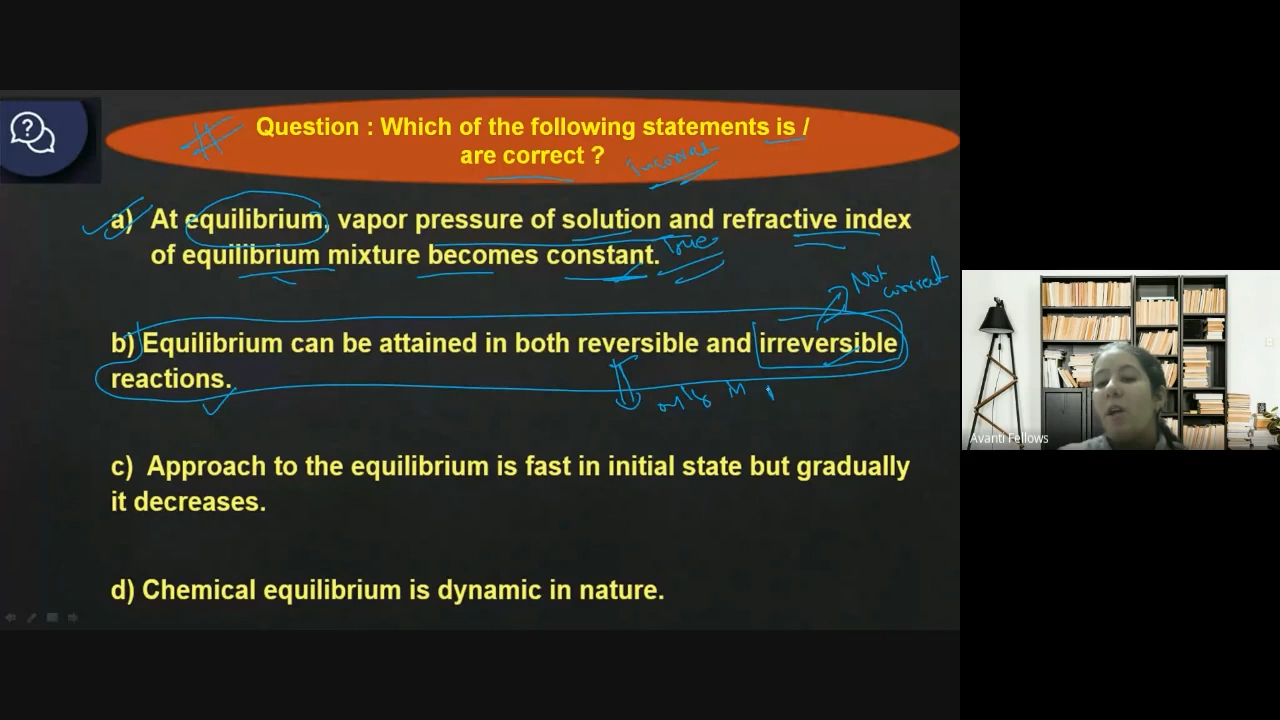 Question : Which of the following statements is /
are correct ?
Incorrect
a) At equilibrium, vapor pressure of solution and refractive index
of equilibrium mixture becomes constant.
True
Not
correct
b) Equilibrium can be attained in both reversible and irreversible
reactions.
only
c) Approach to the equilibrium is fast in initial state but gradually
it decreases.
d) Chemical equilibrium is dynamic in nature.
Avanti Fellows